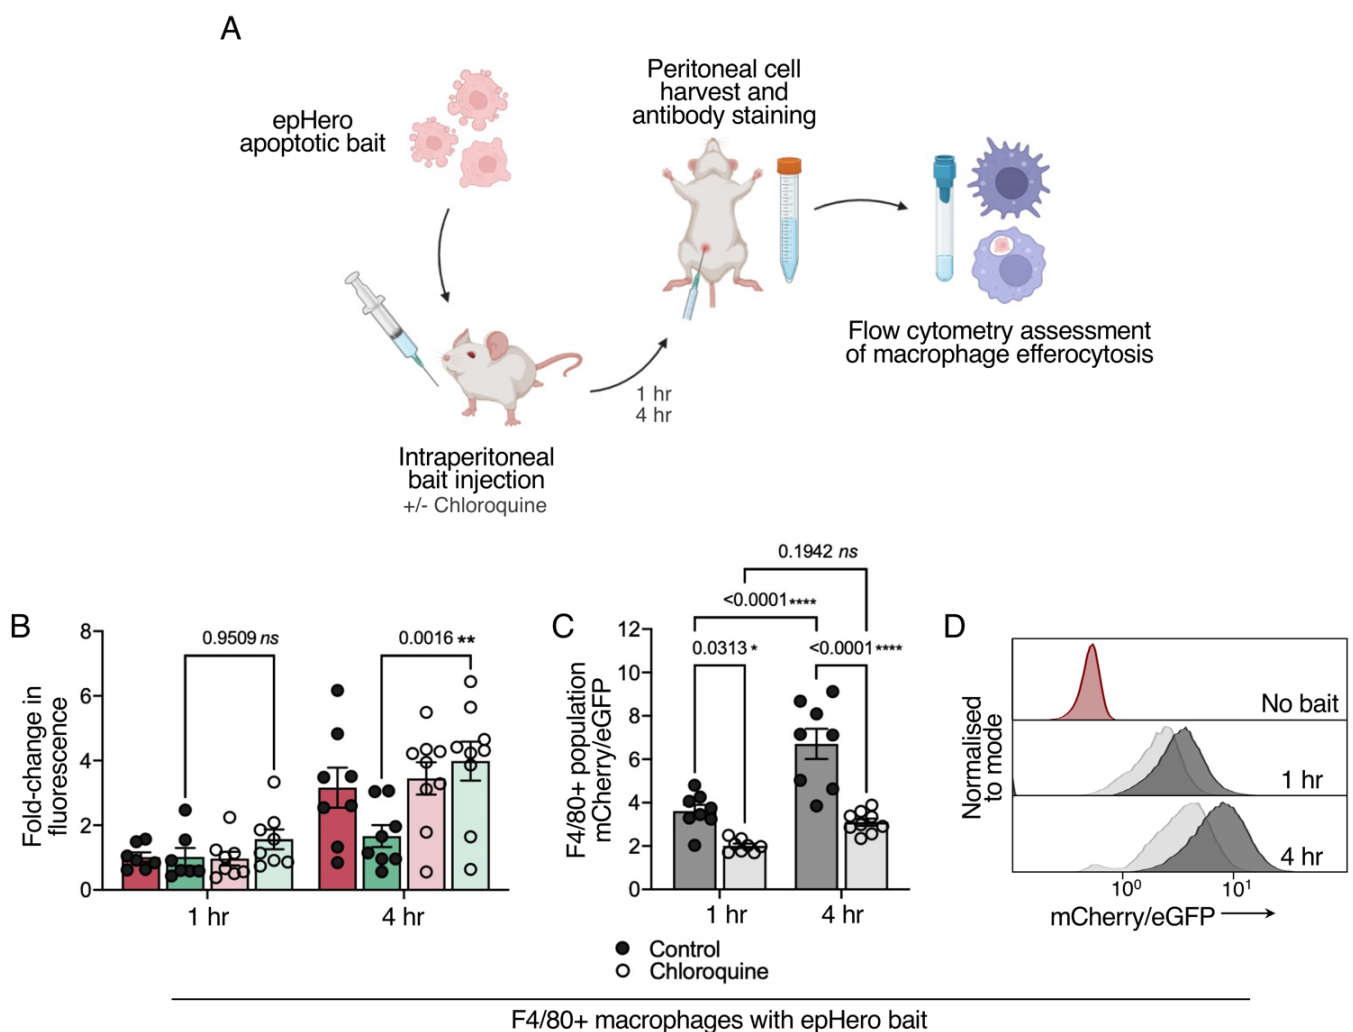 A
epHero
apoptotic bait
Peritoneal cell
harvest and
antibody staining
1 hr
4 hr
Flow cytometry assessment
of macrophage efferocytosis
Intraperitoneal
bait injection
+/- Chloroquine
B
Fold-change in
fluorescence
8
6
4
2
0
0.9509 ns
0.0016 **
1 hr
4 hr
C
F4/80+ population
mCherry/eGFP
12
10
8
6
4
2
0
0.1942 ns
<0.0001 ****
0.0313 *
<0.0001 ****
1 hr
4 hr
Control
Chloroquine
D
Normalised
to mode
No bait
1 hr
4 hr
10⁰
10¹
mCherry/eGFP
F4/80+ macrophages with epHero bait